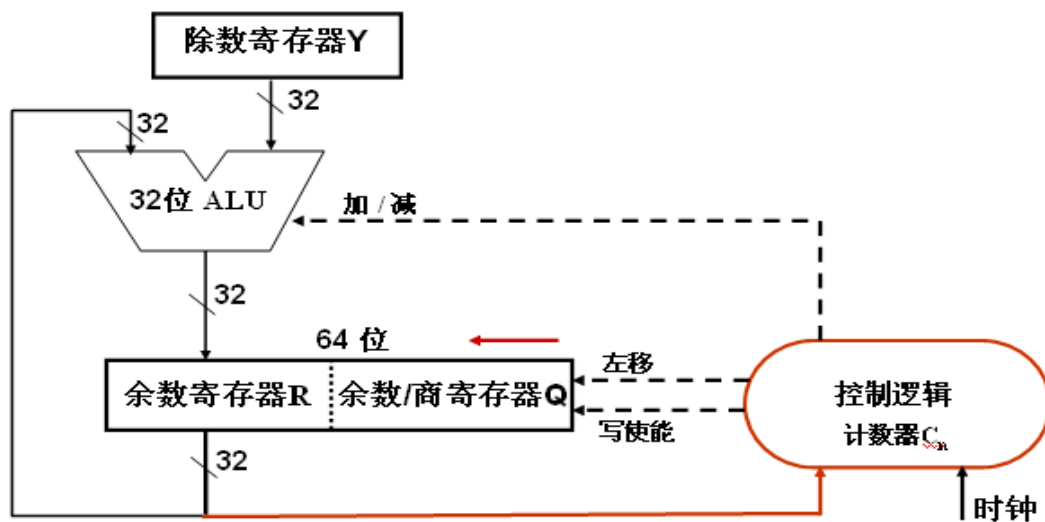 除数寄存器Y
32
32
32位 ALU
加 / 减
32
64 位
余数寄存器R
余数/商寄存器Q
左移
写使能
控制逻辑
计数器Cn
32
时钟